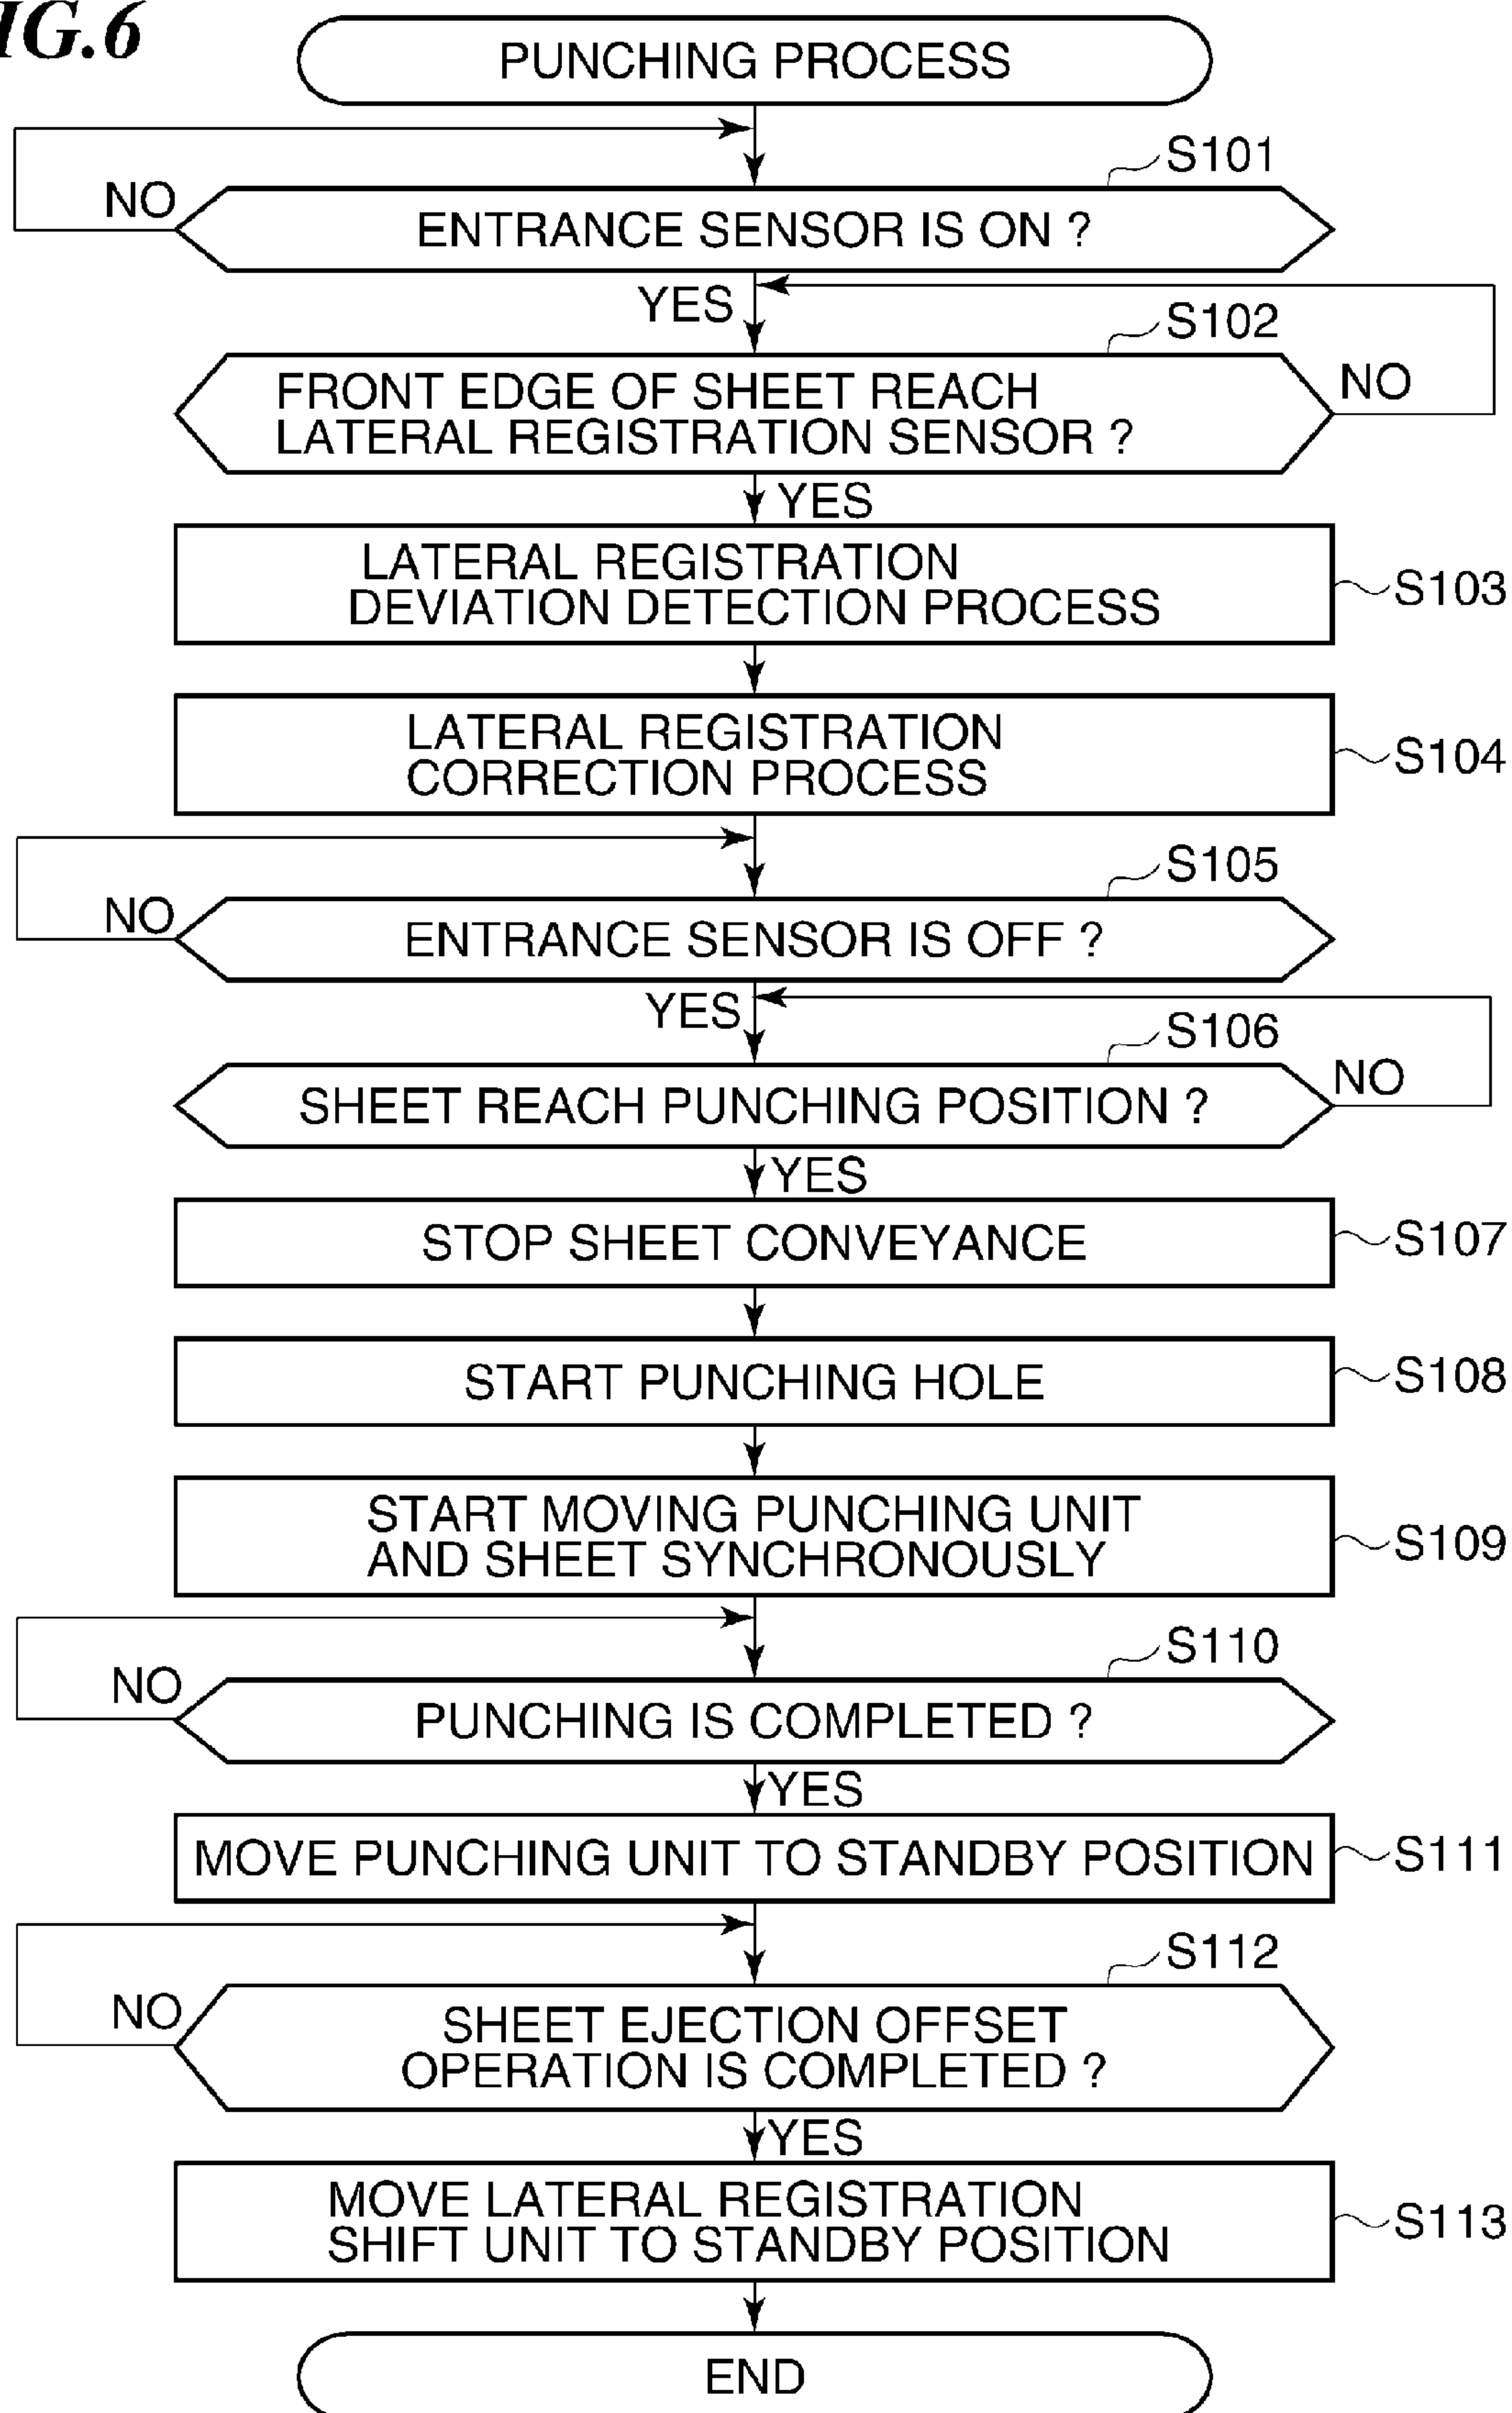 IG.6
PUNCHING PROCESS
S101
NO
ENTRANCE SENSOR IS ON ?
YES
S102
FRONT EDGE OF SHEET REACH
LATERAL REGISTRATION SENSOR ?
NO
YES
LATERAL REGISTRATION
DEVIATION DETECTION PROCESS
S103
LATERAL REGISTRATION
CORRECTION PROCESS
S104
S105
NO
ENTRANCE SENSOR IS OFF ?
YES
S106
SHEET REACH PUNCHING POSITION ?
NO
YES
STOP SHEET CONVEYANCE
S107
START PUNCHING HOLE
S108
START MOVING PUNCHING UNIT
AND SHEET SYNCHRONOUSLY
S109
S110
NO
PUNCHING IS COMPLETED ?
YES
MOVE PUNCHING UNIT TO STANDBY POSITION
S111
S112
NO
SHEET EJECTION OFFSET
OPERATION IS COMPLETED ?
YES
MOVE LATERAL REGISTRATION
SHIFT UNIT TO STANDBY POSITION
S113
END